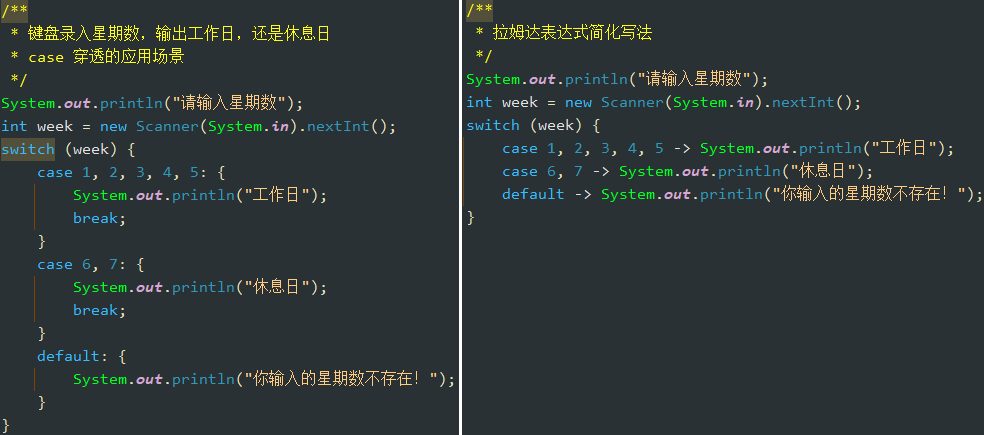 /**
 * 键盘录入星期数，输出工作日，还是休息日
 * case 穿透的应用场景
 */
System.out.println("请输入星期数");
int week = new Scanner(System.in).nextInt();
switch (week) {
    case 1, 2, 3, 4, 5: {
        System.out.println("工作日");
        break;
    }
    case 6, 7: {
        System.out.println("休息日");
        break;
    }
    default: {
        System.out.println("你输入的星期数不存在！");
    }
}
/**
 * 拉姆达表达式简化写法
 */
System.out.println("请输入星期数");
int week = new Scanner(System.in).nextInt();
switch (week) {
    case 1, 2, 3, 4, 5 -> System.out.println("工作日");
    case 6, 7 -> System.out.println("休息日");
    default -> System.out.println("你输入的星期数不存在！");
}